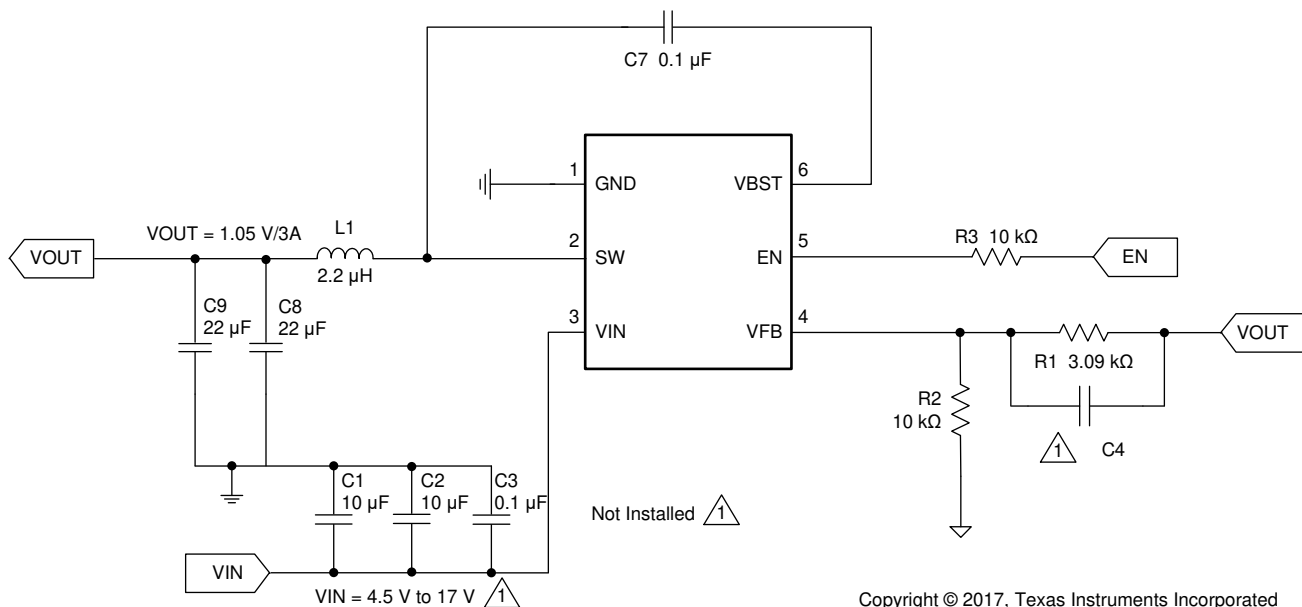 C7 0.1 µF
1
GND
VBST
6
VOUT
VOUT = 1.05 V/3A
L1
2.2 µH
2
SW
EN
5
R3 10 kΩ
EN
C9
22 µF
C8
22 µF
3
VIN
VFB
4
VOUT
R1 3.09 kΩ
R2
10 kΩ
1
C4
C1
10 µF
C2
10 µF
C3
0.1 µF
Not Installed 1
VIN
VIN = 4.5 V to 17 V 1
Copyright © 2017, Texas Instruments Incorporated